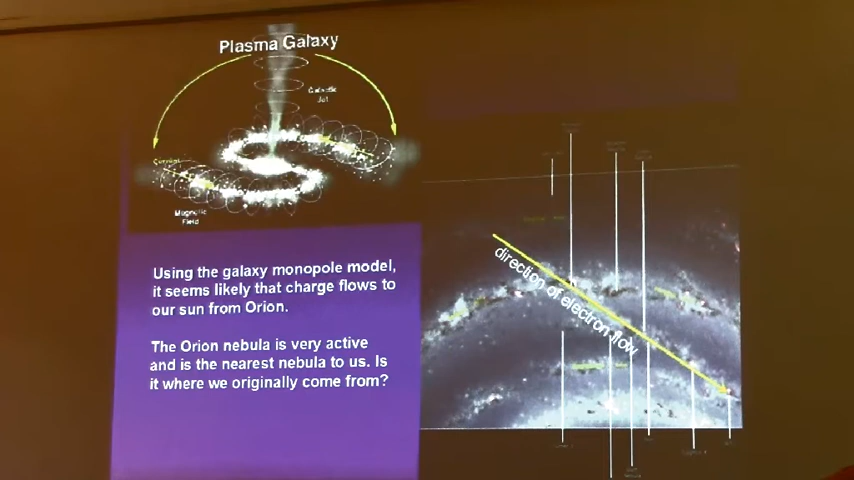 Plasma Galaxy
Galactic
Jet
Current
Magnetic
Field
Using the galaxy monopole model,
it seems likely that charge flows to
our sun from Orion.
The Orion nebula is very active
and is the nearest nebula to us. Is
it where we originally come from?
direction of electron flow